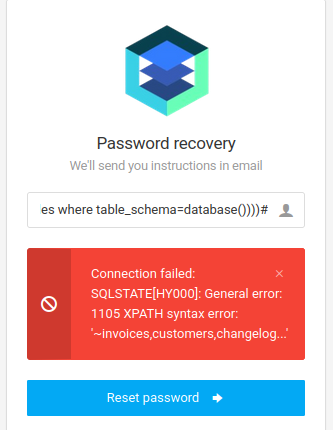 Password recovery
We'll send you instructions in email
es where table_schema=database())))#
Connection failed:
SQLSTATE[HY000]: General error:
1105 XPATH syntax error:
'~invoices,customers,changelog...'
Reset password